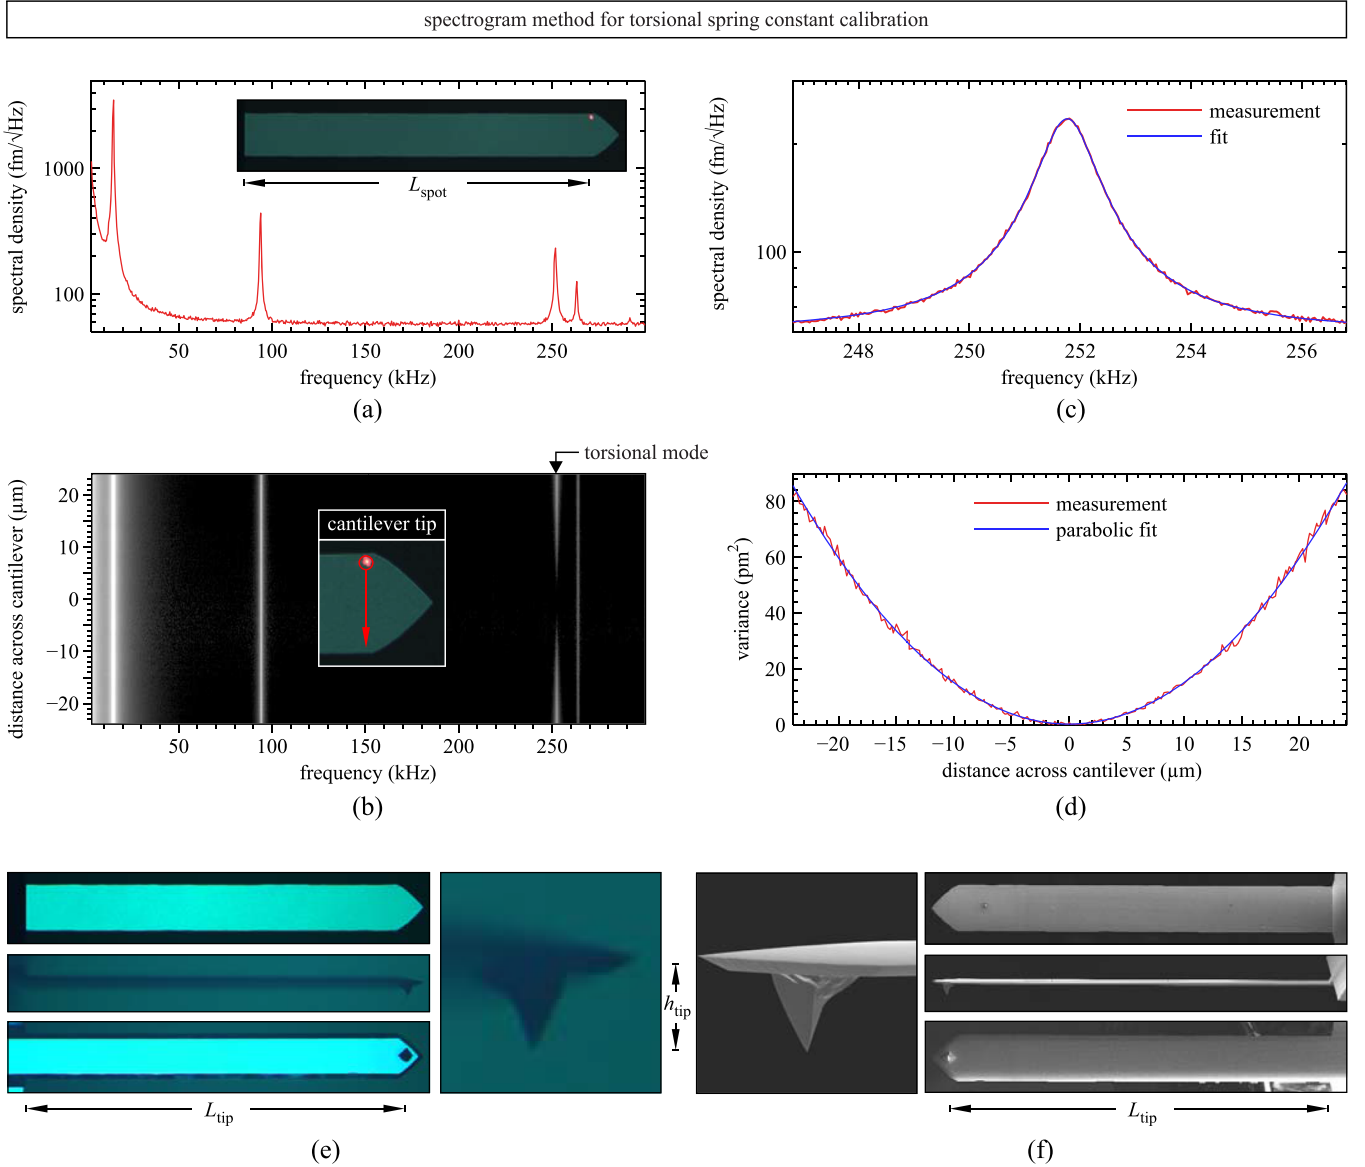 spectrogram method for torsional spring constant calibration
spectral density (fm/√Hz)
1000
100
L_spot
50 100 150 200 250
frequency (kHz)
(a)
spectral density (fm/√Hz)
measurement
fit
100
248 250 252 254 256
frequency (kHz)
(c)
torsional mode
distance across cantilever (µm)
20
10
0
−10
−20
cantilever tip
50 100 150 200 250
frequency (kHz)
(b)
variance (pm²)
80
60
40
20
0
measurement
parabolic fit
−20 −15 −10 −5 0 5 10 15 20
distance across cantilever (µm)
(d)
h_tip
L_tip
(e)
L_tip
(f)